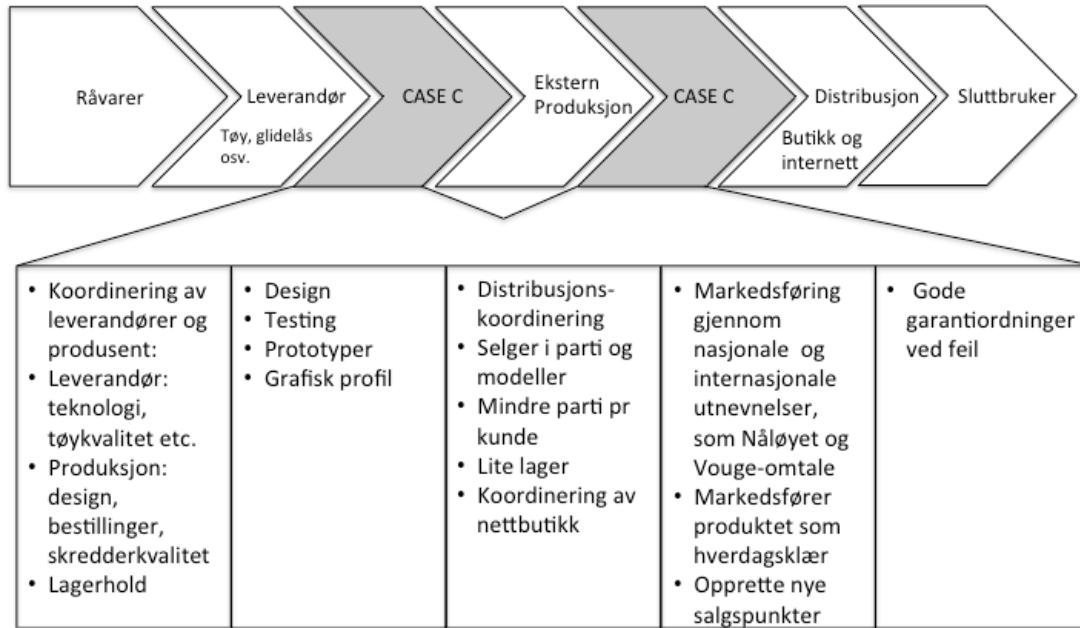 Råvarer
Leverandør
Tøy, glidelås
osv.
CASE C
Ekstern
Produksjon
CASE C
Distribusjon
Butikk og
internett
Sluttbruker
• Koordinering av
leverandører og
produsent:
• Leverandør:
teknologi,
tøykvalitet etc.
• Produksjon:
design,
bestillinger,
skredderkvalitet
• Lagerhold
• Design
• Testing
• Prototyper
• Grafisk profil
• Distribusjons-
koordinering
• Selger i parti og
modeller
• Mindre parti pr
kunde
• Lite lager
• Koordinering av
nettbutikk
• Markedsføring
gjennom
nasjonale og
internasjonale
utnevnelser,
som Nåløyet og
Vouge-omtale
• Markedsfører
produktet som
hverdagsklær
• Opprette nye
salgspunkter
• Gode
garantiordninger
ved feil